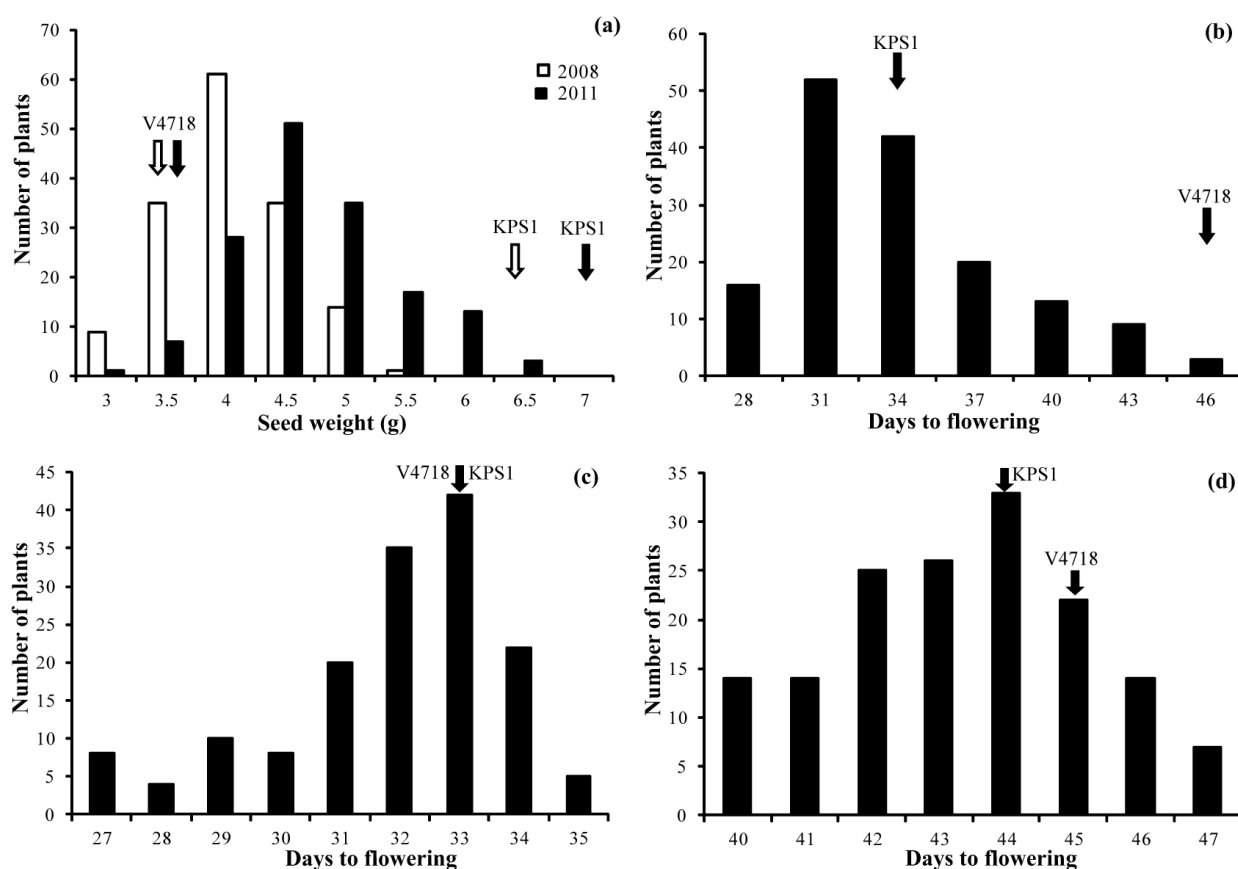 (a)
70
60
50
40
30
20
10
0
Number of plants
2008
2011
V4718
KPS1 KPS1
3 3.5 4 4.5 5 5.5 6 6.5 7
Seed weight (g)
(b)
60
50
40
30
20
10
0
Number of plants
KPS1
V4718
28 31 34 37 40 43 46
Days to flowering
(c)
45
40
35
30
25
20
15
10
5
0
Number of plants
V4718 KPS1
27 28 29 30 31 32 33 34 35
Days to flowering
(d)
35
30
25
20
15
10
5
0
Number of plants
KPS1
V4718
40 41 42 43 44 45 46 47
Days to flowering